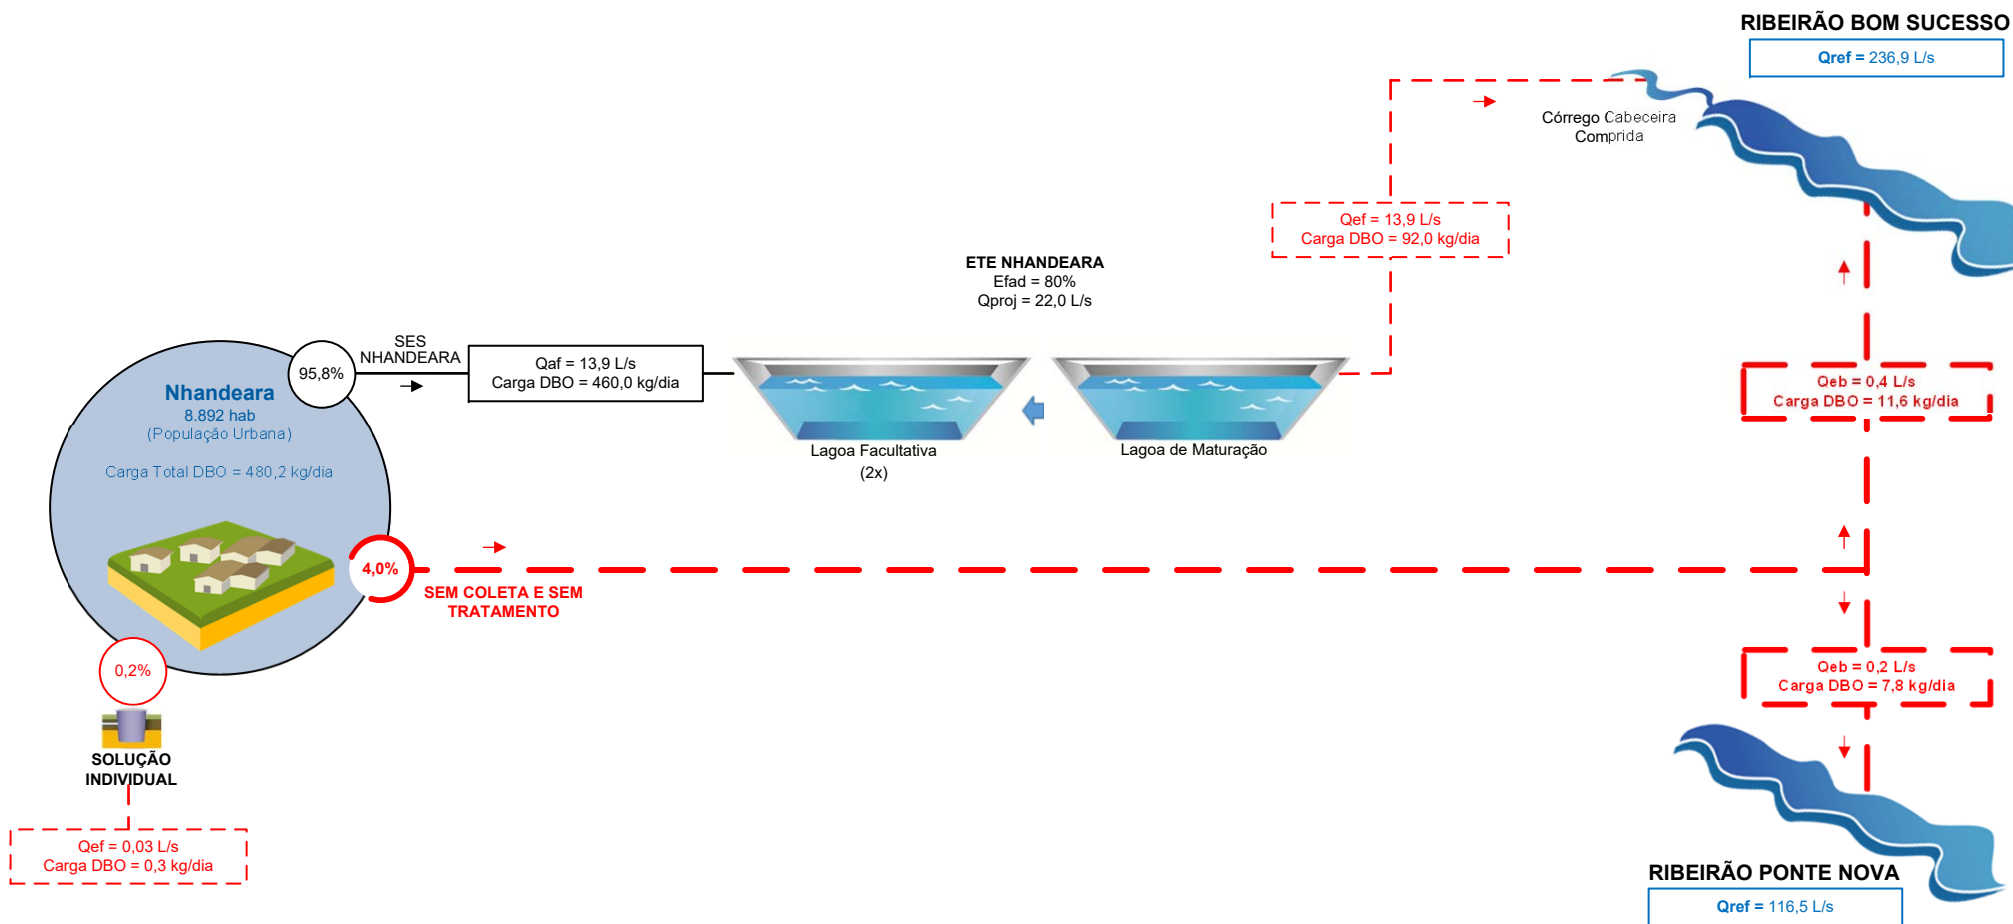 RIBEIRÃO BOM SUCESSO
Qref = 236,9 L/s
Córrego Cabeceira
Comprida
Qef = 13,9 L/s
Carga DBO = 92,0 kg/dia
ETE NHANDEARA
Efad = 80%
Qproj = 22,0 L/s
95,8%
SES
NHANDEARA
Qaf = 13,9 L/s
Carga DBO = 460,0 kg/dia
Nhandeara
8.892 hab
(População Urbana)
Carga Total DBO = 480,2 kg/dia
Lagoa Facultativa
(2x)
Lagoa de Maturação
Qeb = 0,4 L/s
Carga DBO = 11,6 kg/dia
4,0%
SEM COLETA E SEM
TRATAMENTO
0,2%
SOLUÇÃO
INDIVIDUAL
Qef = 0,03 L/s
Carga DBO = 0,3 kg/dia
Qeb = 0,2 L/s
Carga DBO = 7,8 kg/dia
RIBEIRÃO PONTE NOVA
Qref = 116,5 L/s